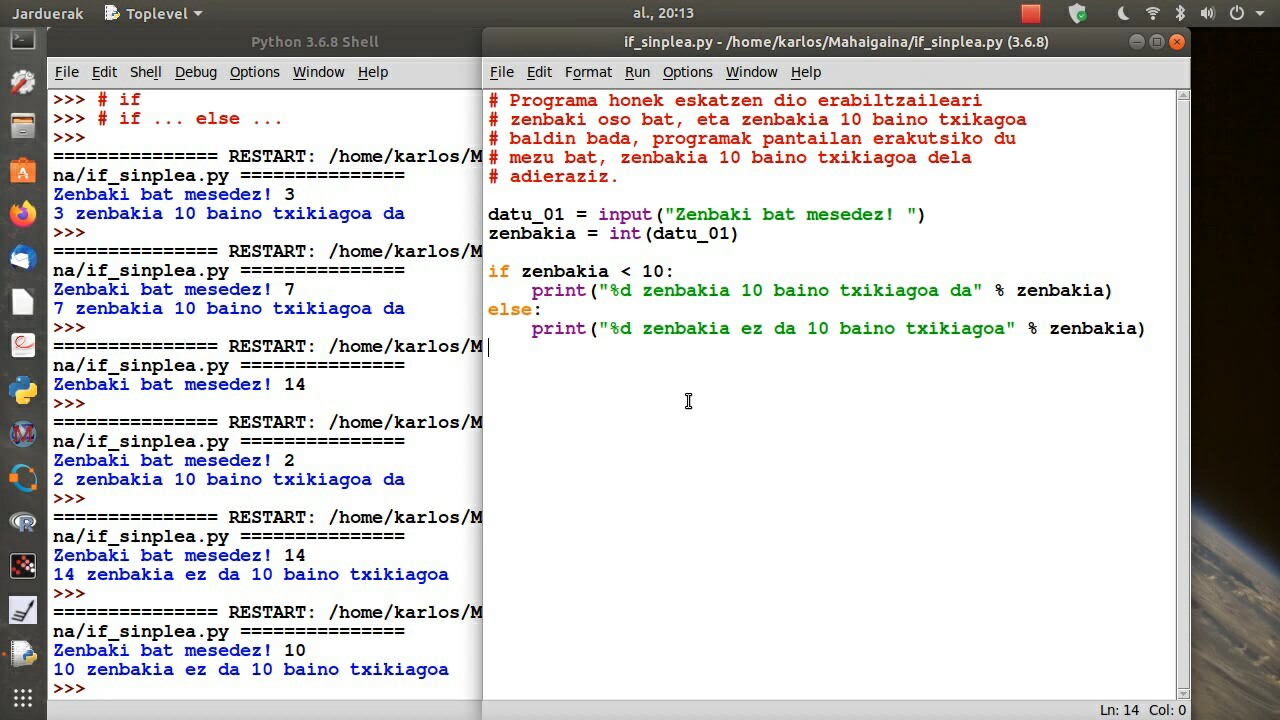 Jarduerak
Toplevel
al., 20:13
Python 3.6.8 Shell
File Edit Shell Debug Options Window Help
>>> # if
>>> # if ... else ...
>>>
=============== RESTART: /home/karlos/M
na/if_sinplea.py ===============
Zenbaki bat mesedez! 3
3 zenbakia 10 baino txikiagoa da
>>>
=============== RESTART: /home/karlos/M
na/if_sinplea.py ===============
Zenbaki bat mesedez! 7
7 zenbakia 10 baino txikiagoa da
>>>
=============== RESTART: /home/karlos/M
na/if_sinplea.py ===============
Zenbaki bat mesedez! 14
>>>
=============== RESTART: /home/karlos/M
na/if_sinplea.py ===============
Zenbaki bat mesedez! 2
2 zenbakia 10 baino txikiagoa da
>>>
=============== RESTART: /home/karlos/M
na/if_sinplea.py ===============
Zenbaki bat mesedez! 14
14 zenbakia ez da 10 baino txikiagoa
>>>
=============== RESTART: /home/karlos/M
na/if_sinplea.py ===============
Zenbaki bat mesedez! 10
10 zenbakia ez da 10 baino txikiagoa
>>>
if_sinplea.py - /home/karlos/Mahaigaina/if_sinplea.py (3.6.8)
File Edit Format Run Options Window Help
# Programa honek eskatzen dio erabiltzaileari
# zenbaki oso bat, eta zenbakia 10 baino txikagoa
# baldin bada, programak pantailan erakutsiko du
# mezu bat, zenbakia 10 baino txikiagoa dela
# adieraziz.
datu_01 = input("Zenbaki bat mesedez! ")
zenbakia = int(datu_01)
if zenbakia < 10:
    print("%d zenbakia 10 baino txikiagoa da" % zenbakia)
else:
    print("%d zenbakia ez da 10 baino txikiagoa" % zenbakia)
Ln: 14 Col: 0